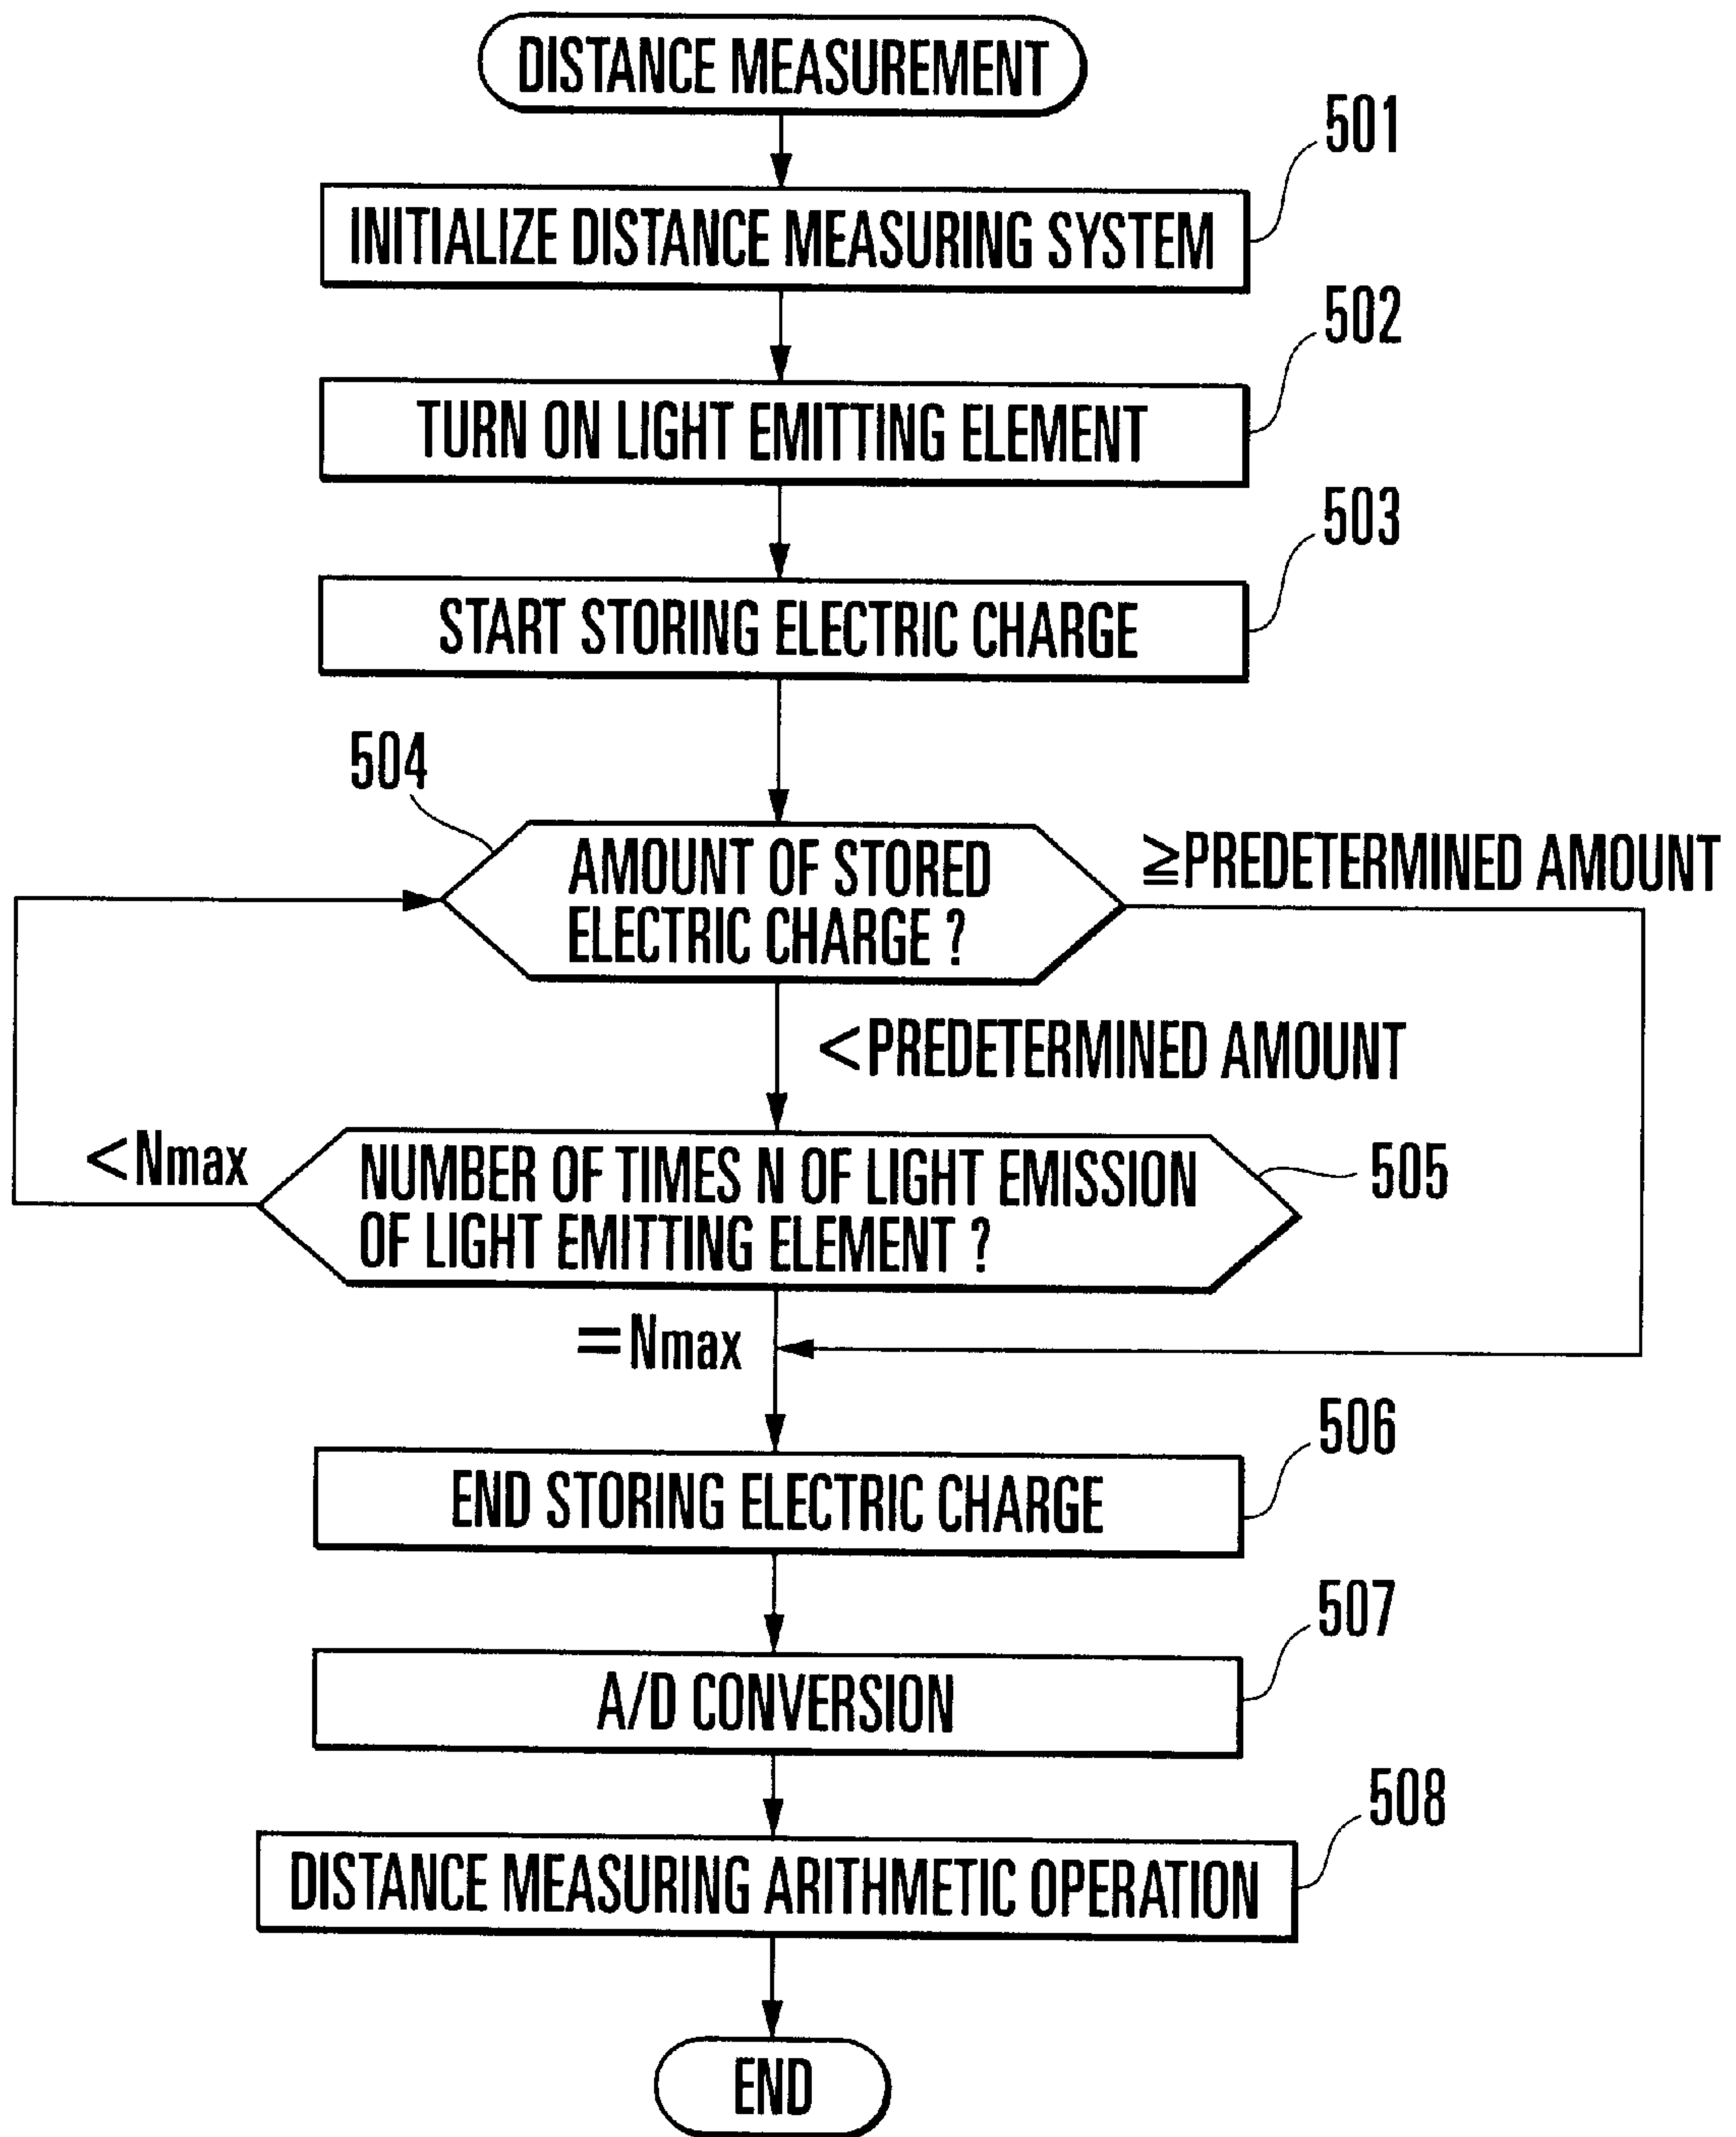 DISTANCE MEASUREMENT
501
INITIALIZE DISTANCE MEASURING SYSTEM
502
TURN ON LIGHT EMITTING ELEMENT
503
START STORING ELECTRIC CHARGE
504
AMOUNT OF STORED
ELECTRIC CHARGE ?
≧PREDETERMINED AMOUNT
<PREDETERMINED AMOUNT
<Nmax
NUMBER OF TIMES N OF LIGHT EMISSION
OF LIGHT EMITTING ELEMENT ?
505
=Nmax
506
END STORING ELECTRIC CHARGE
507
A/D CONVERSION
508
DISTANCE MEASURING ARITHMETIC OPERATION
END